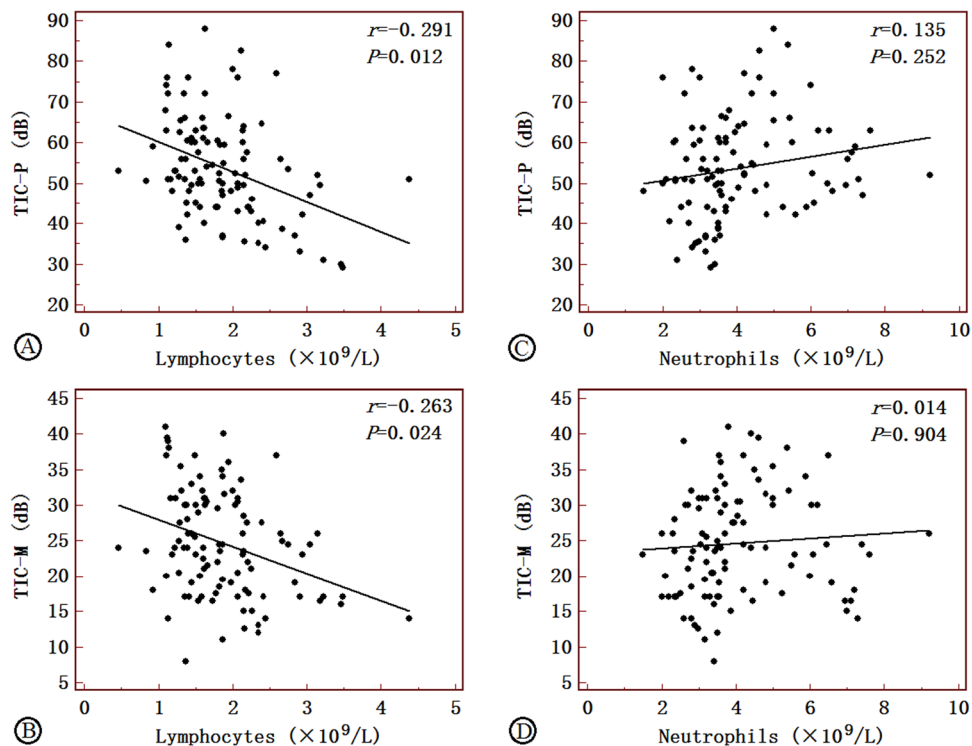 90
80
70
60
50
40
30
20
TIC-P (dB)
r=-0.291
P=0.012
0 1 2 3 4 5
Lymphocytes (×10⁹/L)
A
90
80
70
60
50
40
30
20
TIC-P (dB)
r=0.135
P=0.252
0 2 4 6 8 10
Neutrophils (×10⁹/L)
C
45
40
35
30
25
20
15
10
5
TIC-M (dB)
r=-0.263
P=0.024
0 1 2 3 4 5
Lymphocytes (×10⁹/L)
B
45
40
35
30
25
20
15
10
5
TIC-M (dB)
r=0.014
P=0.904
0 2 4 6 8 10
Neutrophils (×10⁹/L)
D